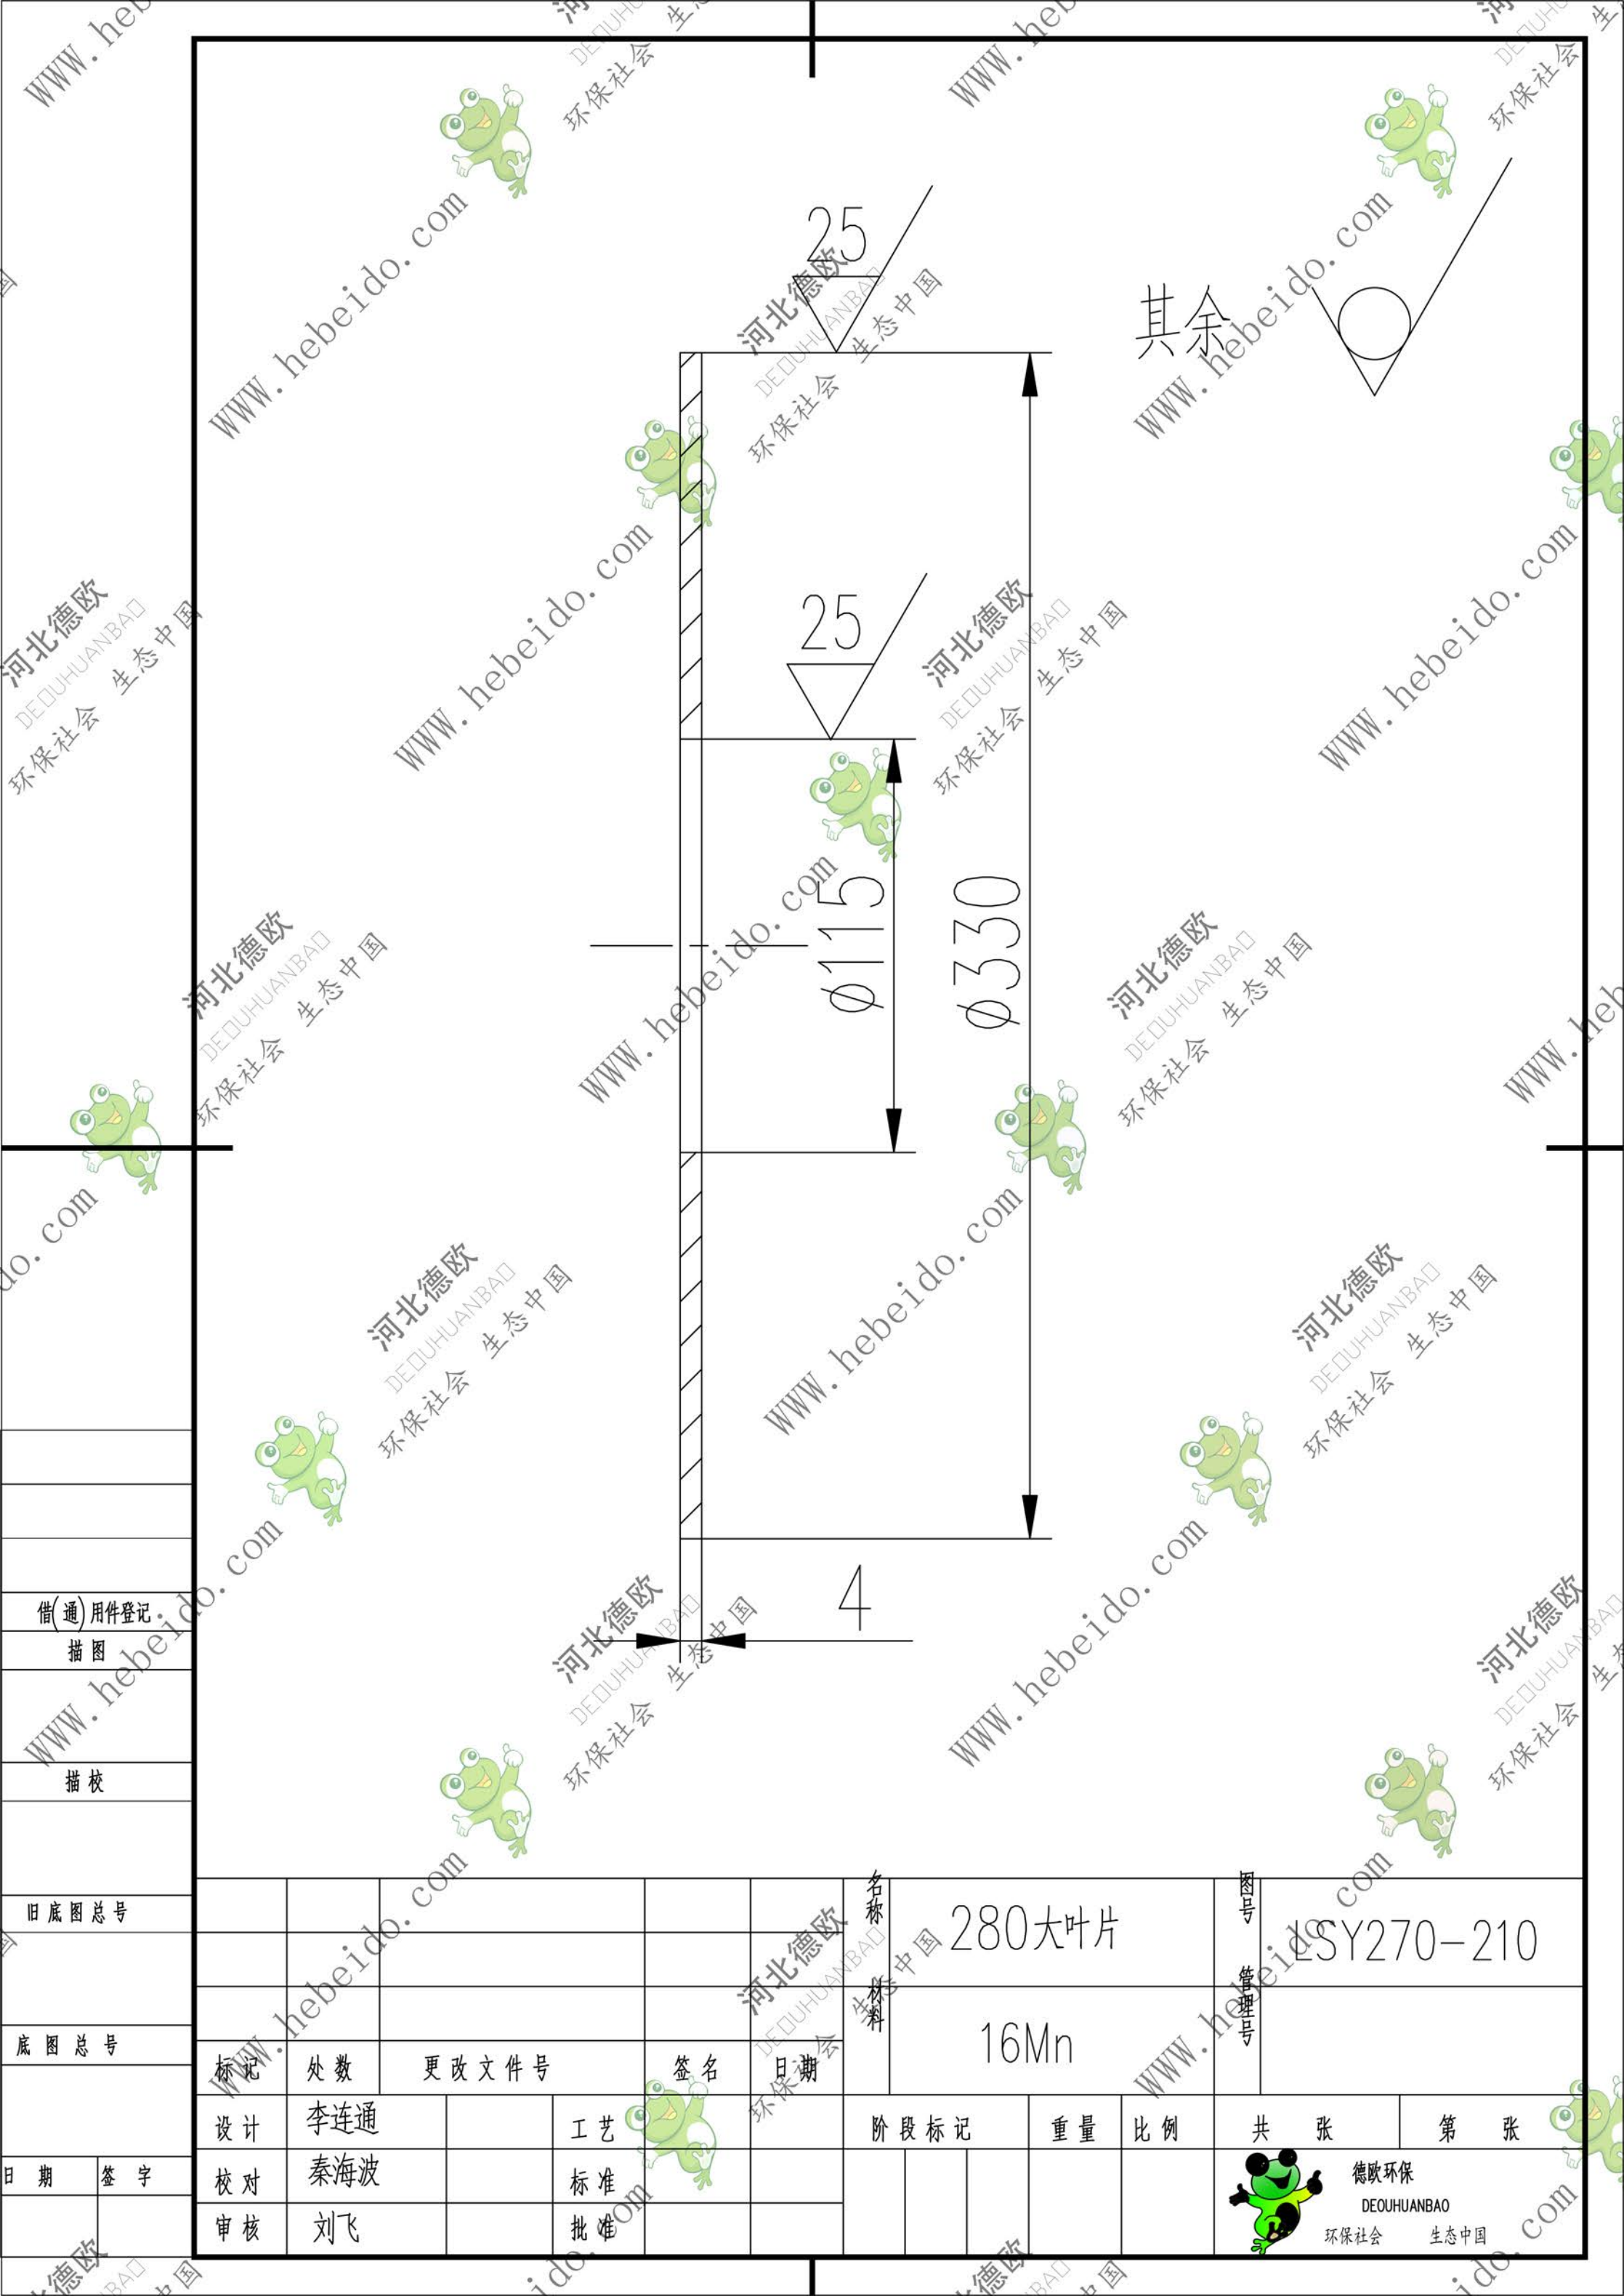 25
其余
25
ø115
ø330
4
借(通)用件登记
描图
描校
旧底图总号
底图总号
日期 签字
标记 处数 更改文件号 签名 日期
设计 李连通 工艺
校对 秦海波 标准
审核 刘飞 批准
名称 280大叶片
材料 16Mn
图号 LSY270-210
管理号
阶段标记 重量 比例 共 张 第 张
德欧环保
DEOUHUANBAO
环保社会 生态中国
WWW.hebeido.com
河北德欧
DEOUHUANBAO
环保社会 生态中国